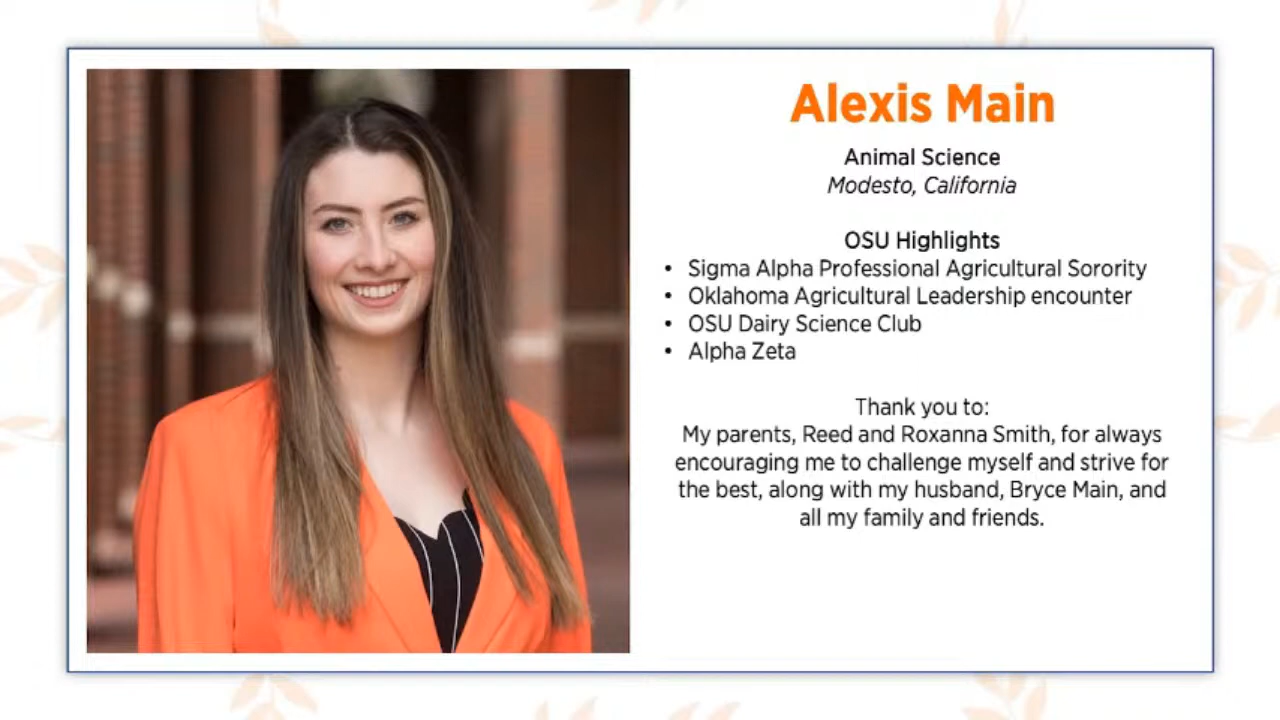 Alexis Main
Animal Science
Modesto, California
OSU Highlights
• Sigma Alpha Professional Agricultural Sorority
• Oklahoma Agricultural Leadership encounter
• OSU Dairy Science Club
• Alpha Zeta
Thank you to:
My parents, Reed and Roxanna Smith, for always
encouraging me to challenge myself and strive for
the best, along with my husband, Bryce Main, and
all my family and friends.